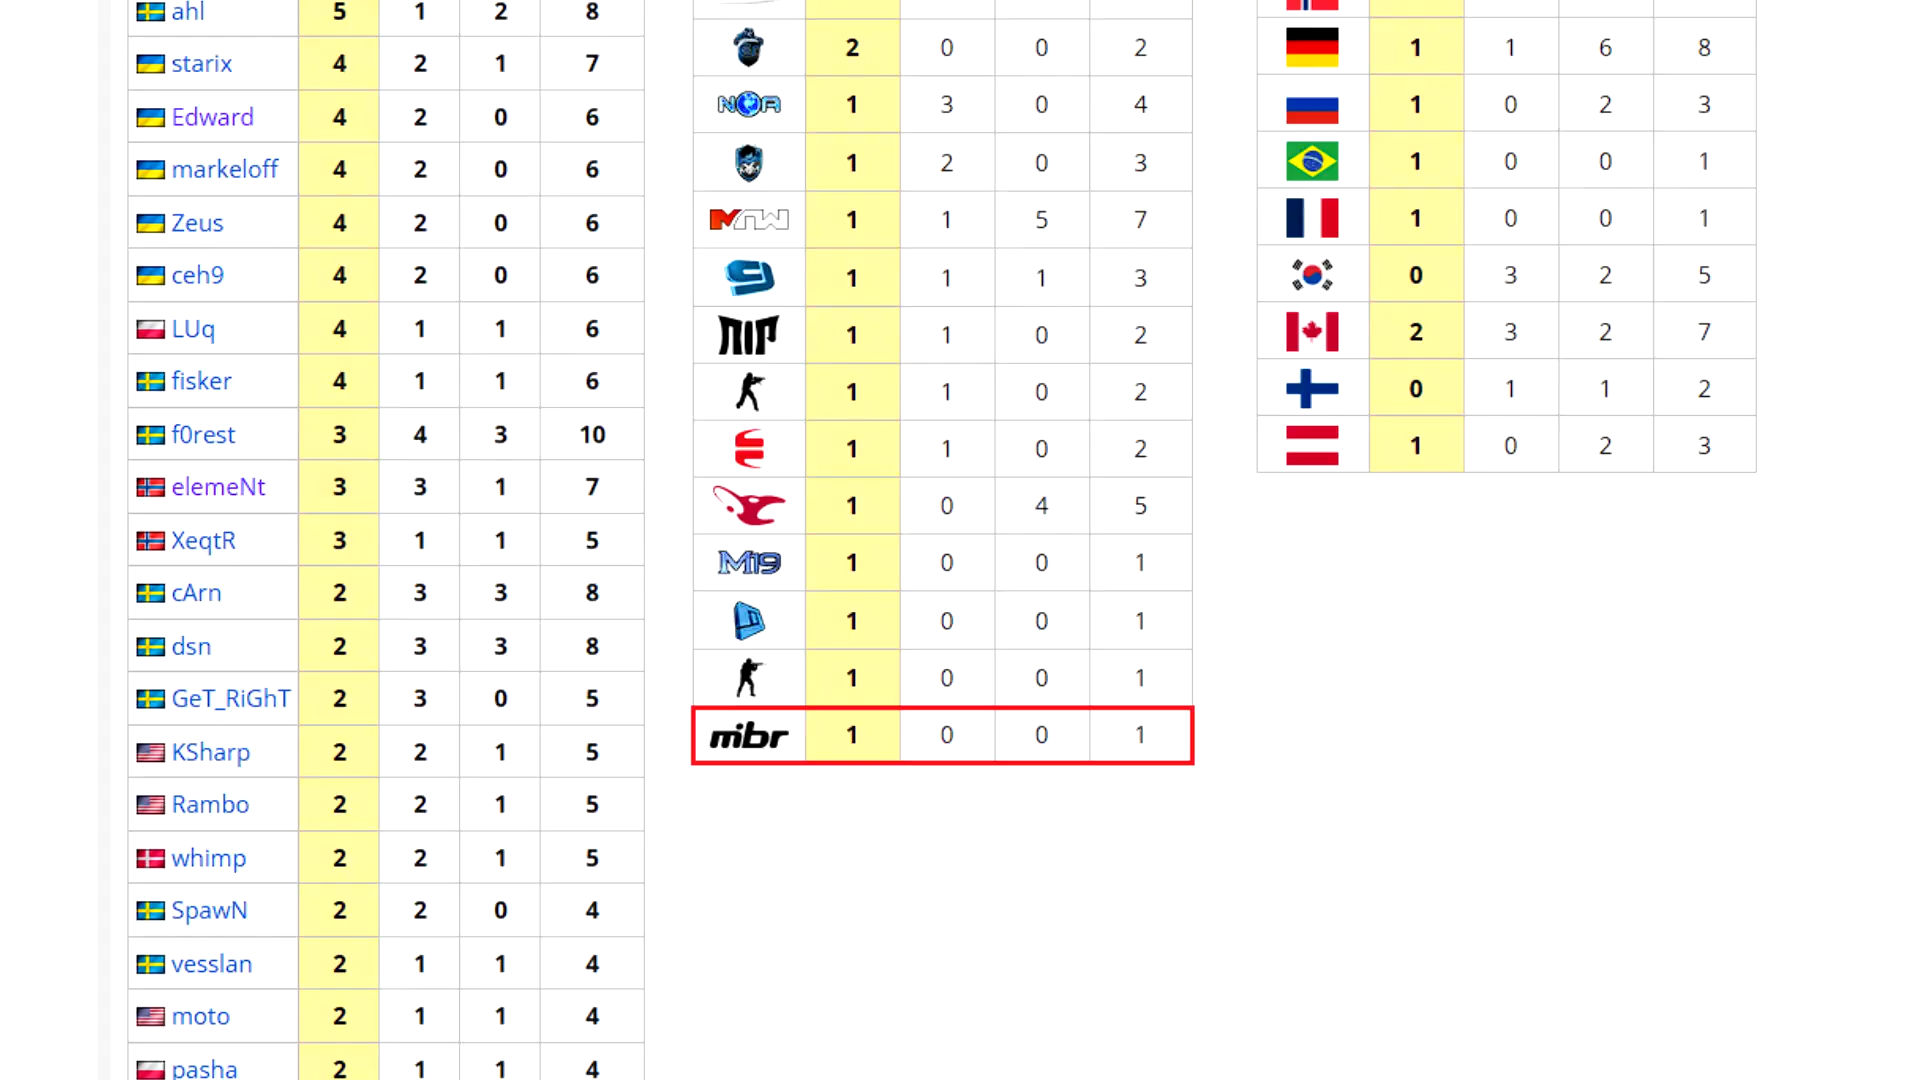 ahl 5 1 2 8
starix 4 2 1 7
Edward 4 2 0 6
markeloff 4 2 0 6
Zeus 4 2 0 6
ceh9 4 2 0 6
LUq 4 1 1 6
fisker 4 1 1 6
f0rest 3 4 3 10
elemeNt 3 3 1 7
XeqtR 3 1 1 5
cArn 2 3 3 8
dsn 2 3 3 8
GeT_RiGhT 2 3 0 5
KSharp 2 2 1 5
Rambo 2 2 1 5
whimp 2 2 1 5
SpawN 2 2 0 4
vesslan 2 1 1 4
moto 2 1 1 4
pasha 2 1 1 4
2 0 0 2
NOA 1 3 0 4
1 2 0 3
MTW 1 1 5 7
1 1 1 3
NIP 1 1 0 2
1 1 0 2
1 1 0 2
1 0 4 5
M19 1 0 0 1
1 0 0 1
1 0 0 1
mibr 1 0 0 1
1 1 6 8
1 0 2 3
1 0 0 1
1 0 0 1
0 3 2 5
2 3 2 7
0 1 1 2
1 0 2 3